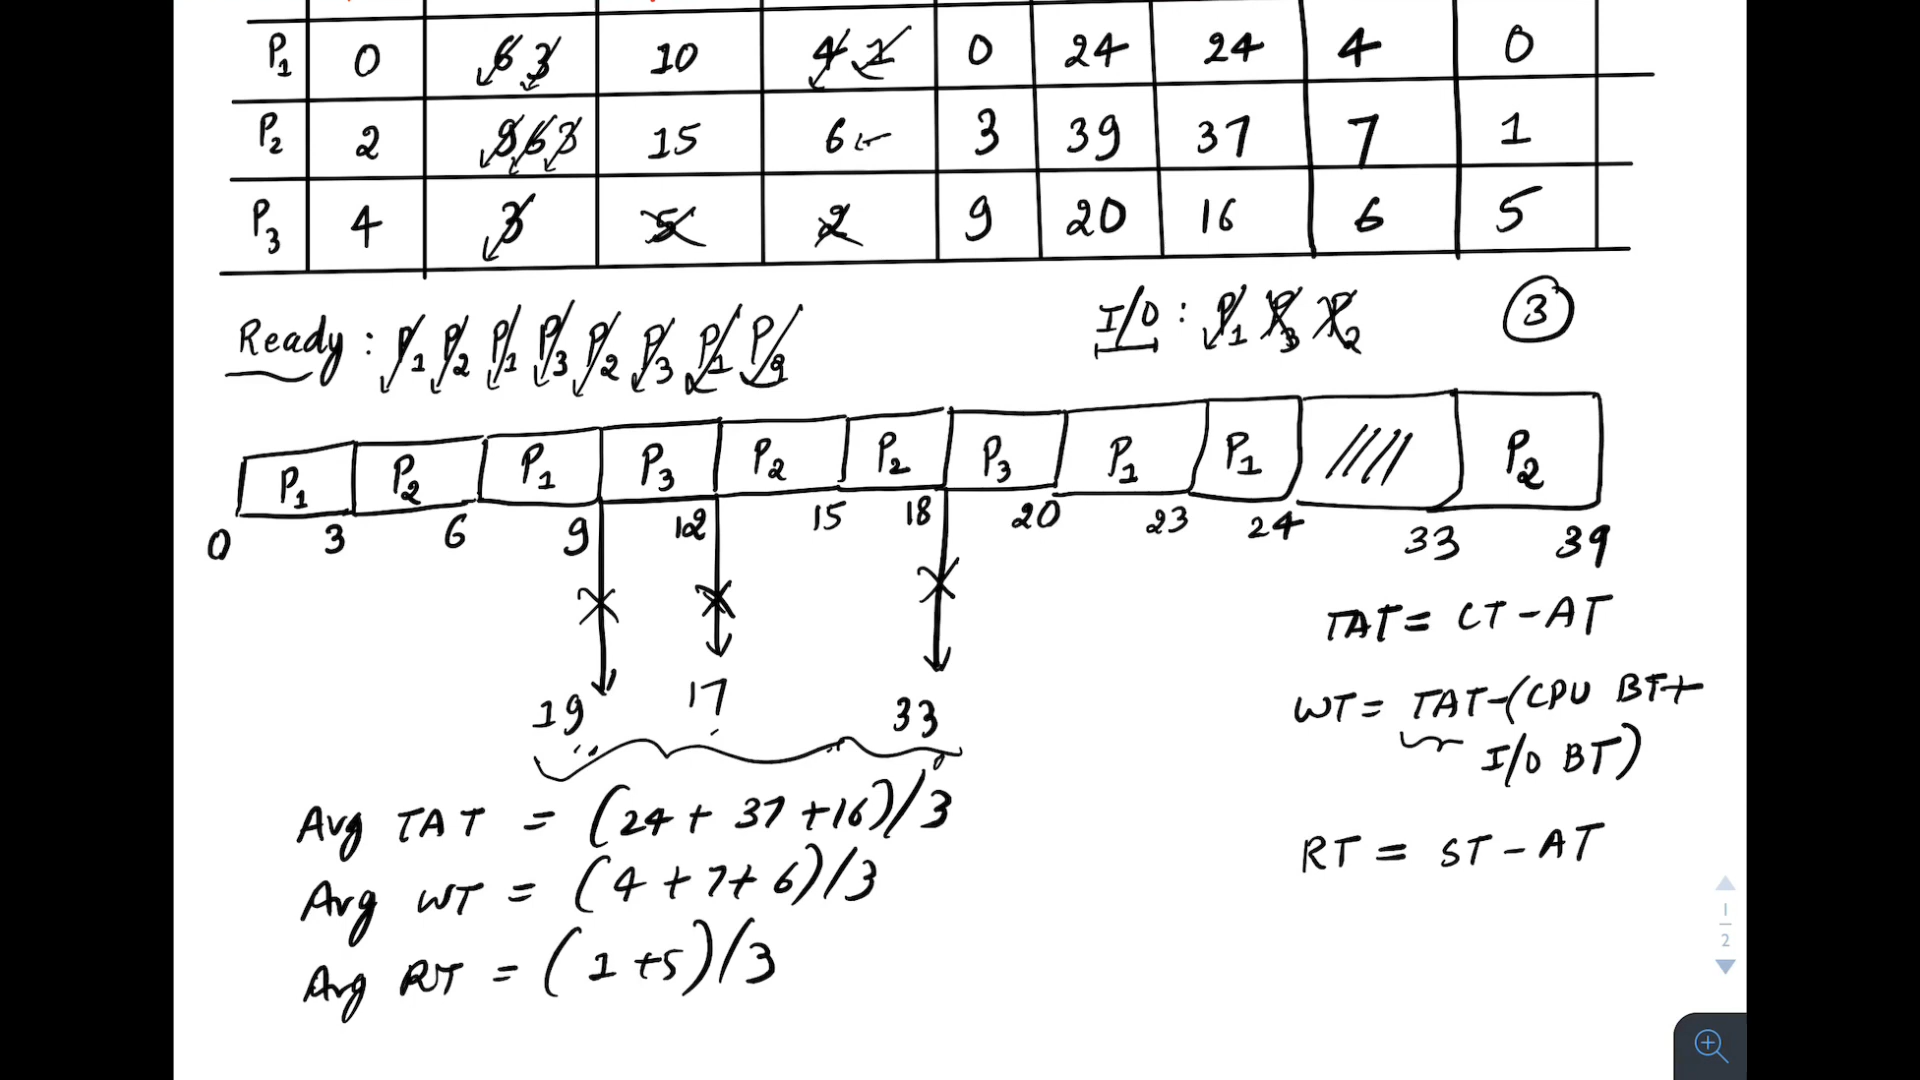 P1 0 6 3 10 4 1 0 24 24 4 0
P2 2 9 6 3 15 6 3 39 37 7 1
P3 4 3 5 2 9 20 16 6 5
Ready : P1 P2 P1 P3 P2 P3 P1 P2
I/O : P1 P3 P2
3
P1 P2 P1 P3 P2 P2 P3 P1 P1 P2
0 3 6 9 12 15 18 20 23 24 33 39
19 17 33
TAT = CT - AT
WT = TAT - (CPU BT +
I/O BT)
RT = ST - AT
Avg TAT = (24 + 37 + 16)/3
Avg WT = (4 + 7 + 6)/3
Avg RT = (1 + 5)/3
1
2